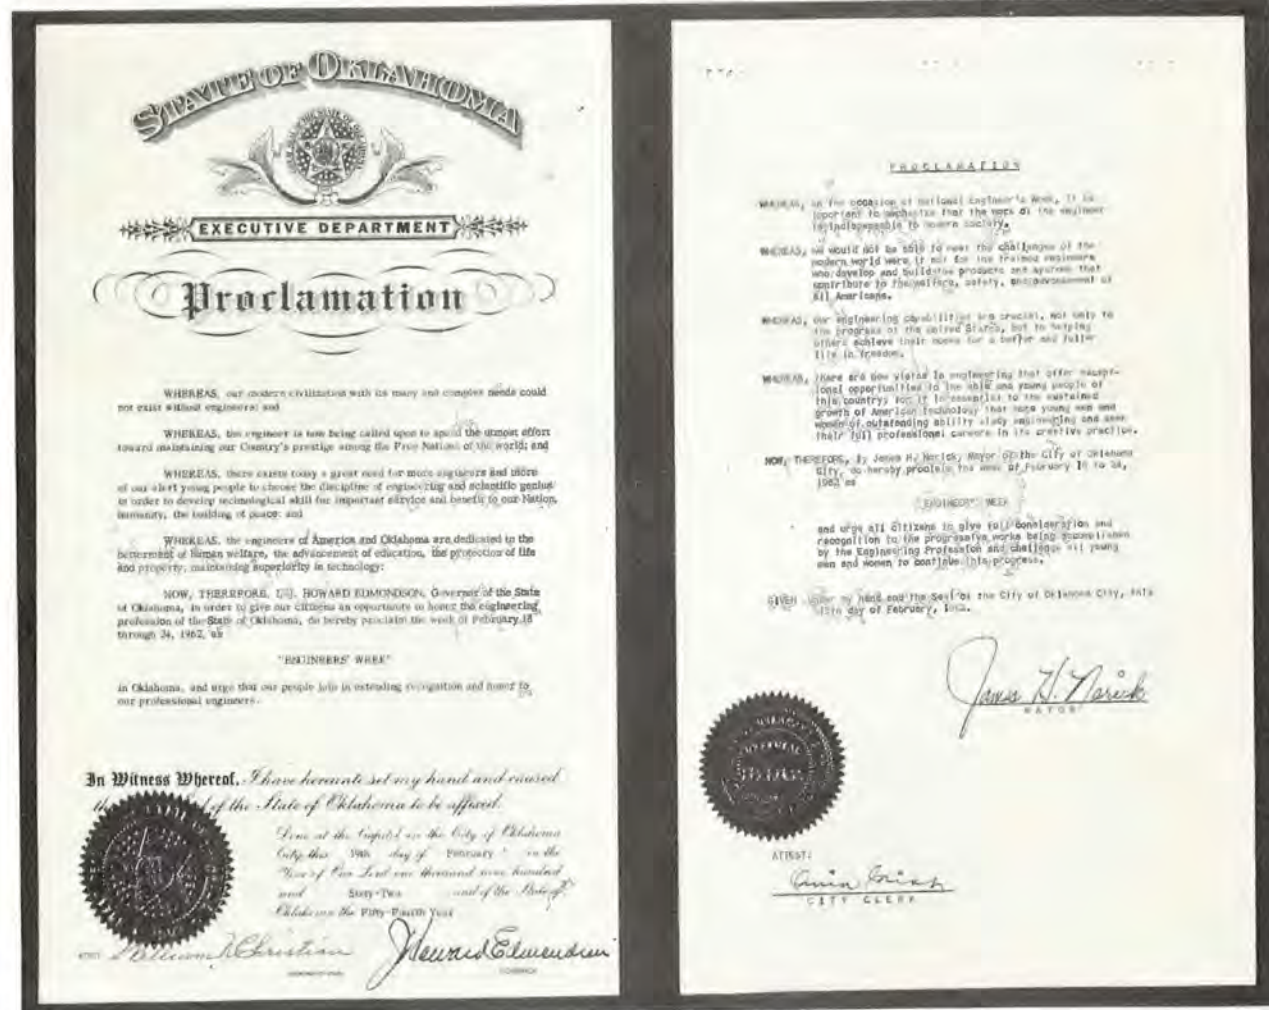 STATE OF OKLAHOMA
EXECUTIVE DEPARTMENT
Proclamation
WHEREAS, our modern civilization with its many and complex needs could
not exist without engineers; and
WHEREAS, the engineer is now being called upon to spend the utmost effort
toward maintaining our Country's prestige among the Free Nations of the world; and
WHEREAS, there exists today a great need for more engineers and more
of our alert young people to choose the discipline of engineering and scientific genius
in order to develop technological skill for important service and benefit to our Nation,
humanity, the building of peace; and
WHEREAS, the engineers of America and Oklahoma are dedicated to the
betterment of human welfare, the advancement of education, the protection of life
and property, maintaining superiority in technology:
NOW, THEREFORE, I, J. HOWARD EDMONDSON, Governor of the State
of Oklahoma, in order to give our citizens an opportunity to honor the engineering
profession of the State of Oklahoma, do hereby proclaim the week of February 18
through 24, 1962, as
"ENGINEERS' WEEK"
in Oklahoma, and urge that our people join in extending recognition and honor to
our professional engineers.
In Witness Whereof, I have hereunto set my hand and caused
the of the State of Oklahoma to be affixed.
Done at the Capitol in the City of Oklahoma
City this day of February in the
Year of Our Lord one thousand nine hundred
and Sixty-Two and of the State of
Oklahoma the Fifty-Fourth Year
ATTEST: William N Christian J Howard Edmondson
GOVERNOR
PROCLAMATION
WHEREAS, on the occasion of National Engineer's Week, it is
important to emphasize that the work of the engineer
is indispensable to modern society.
WHEREAS, we would not be able to meet the challenges of the
modern world were it not for the trained engineers
who develop and build the products and systems that
contribute to the welfare, safety, and advancement of
all Americans.
WHEREAS, our engineering capabilities are crucial, not only to
the progress of the United States, but to helping
others achieve their hopes for a better and fuller
life in freedom.
WHEREAS, there are new vistas in engineering that offer excep-
tional opportunities to the able and young people of
this country; for it is essential to the sustained
growth of American technology that more young men and
women of outstanding ability study engineering and seek
their full professional careers in its creative practice.
NOW, THEREFORE, I, James H. Norick, Mayor of the City of Oklahoma
City, do hereby proclaim the week of February 18 to 24,
1962 as
"ENGINEERS' WEEK
and urge all citizens to give full consideration and
recognition to the progressive works being accomplished
by the Engineering Profession and challenge all young
men and women to continue this progress.
GIVEN under my hand and the Seal of the City of Oklahoma City, this
day of February, 1962.
James H. Norick
MAYOR
ATTEST:
CITY CLERK